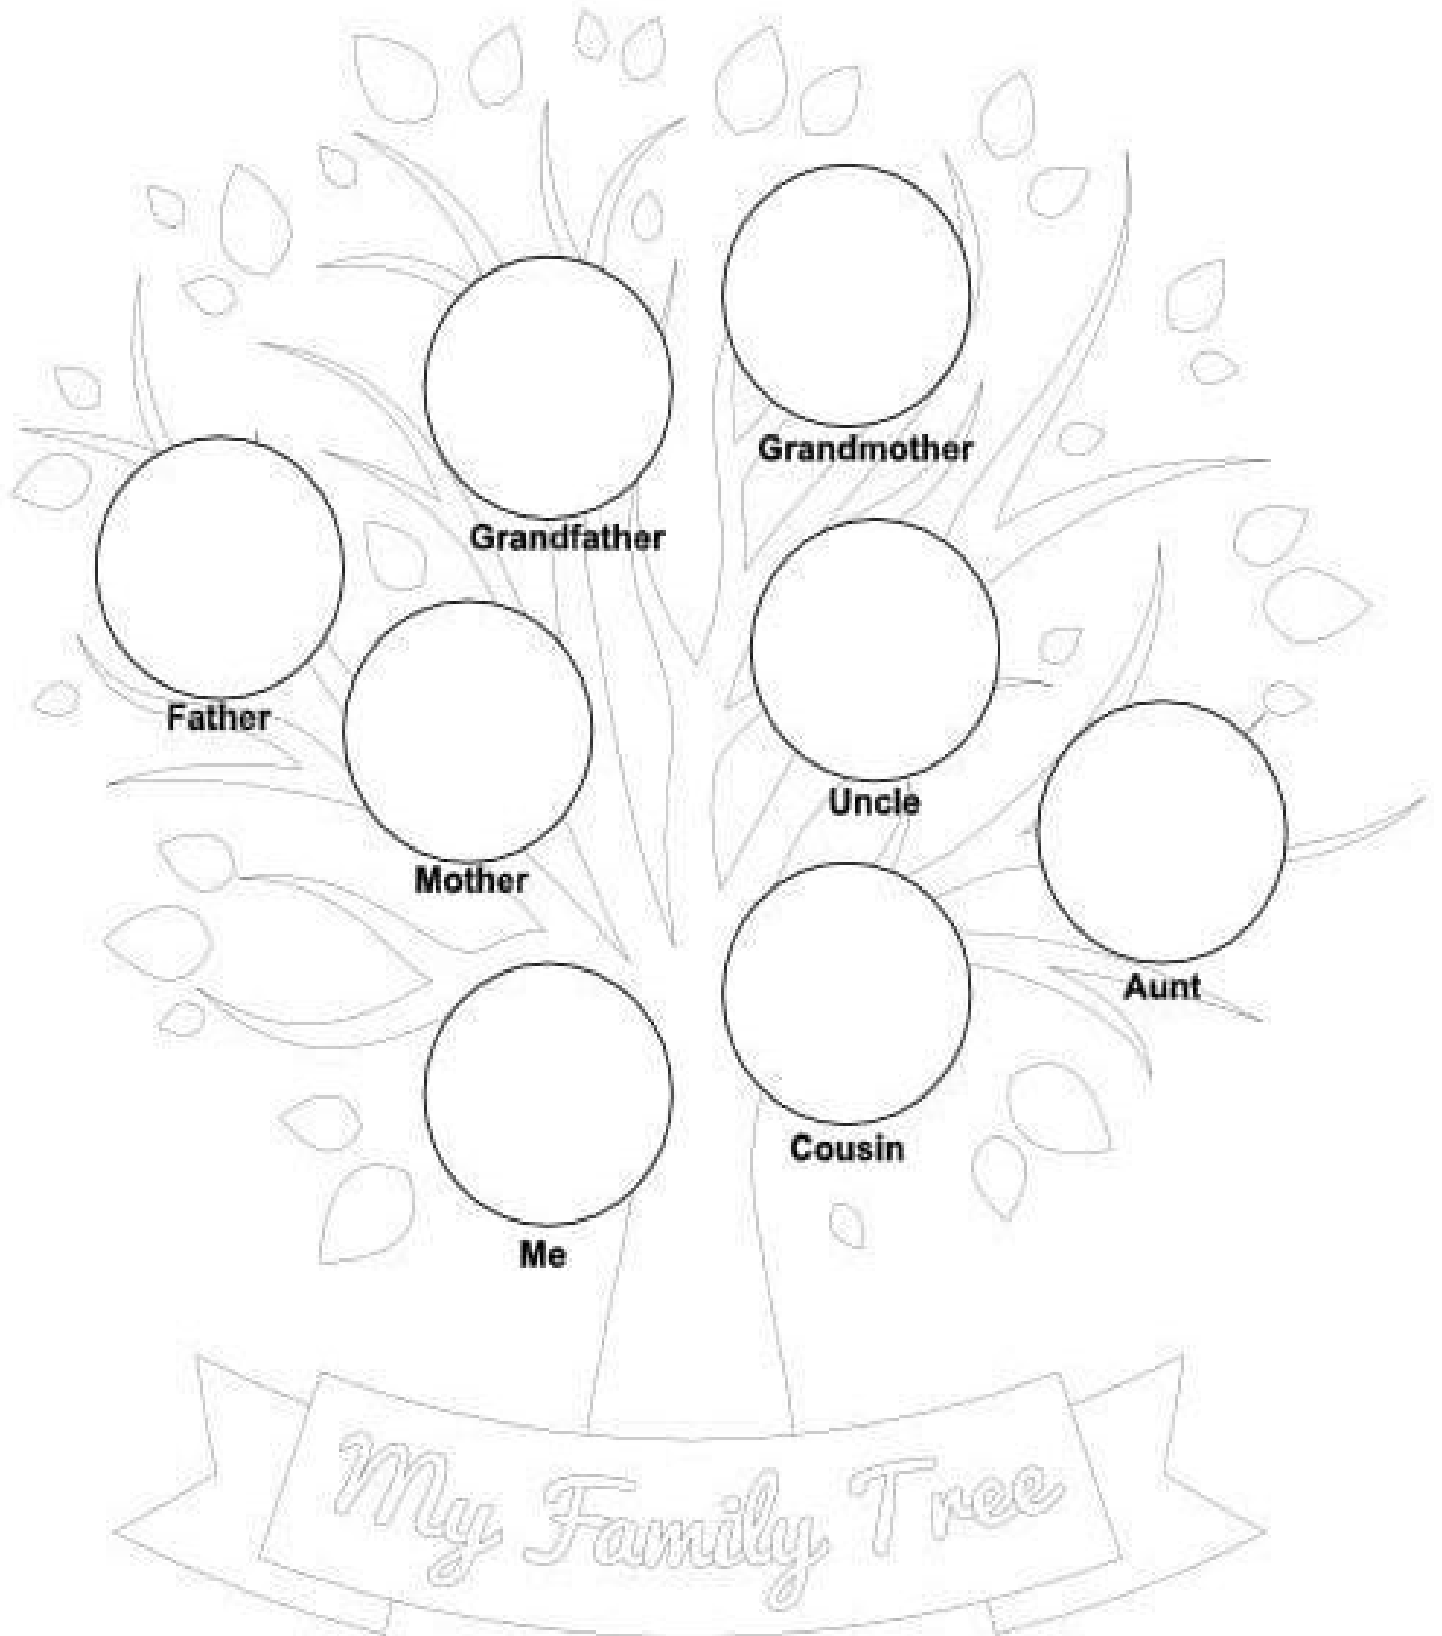 Grandmother
Grandfather
Father
Uncle
Mother
Aunt
Cousin
Me
My Family Tree